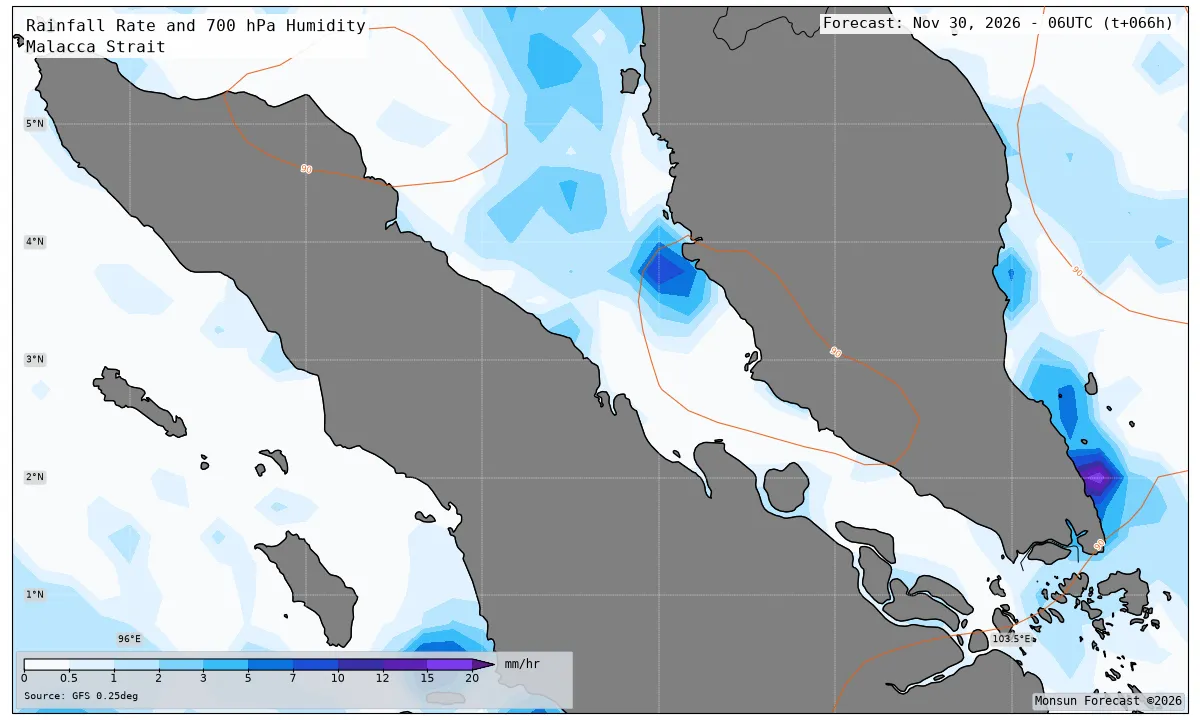 Rainfall Rate and 700 hPa Humidity
Malacca Strait
Forecast: Nov 30, 2026 - 06UTC (t+066h)
5°N
90
4°N
90
90
3°N
2°N
90
1°N
96°E
103.5°E
mm/hr
0 0.5 1 2 3 5 7 10 12 15 20
Source: GFS 0.25deg
Monsun Forecast ©2026